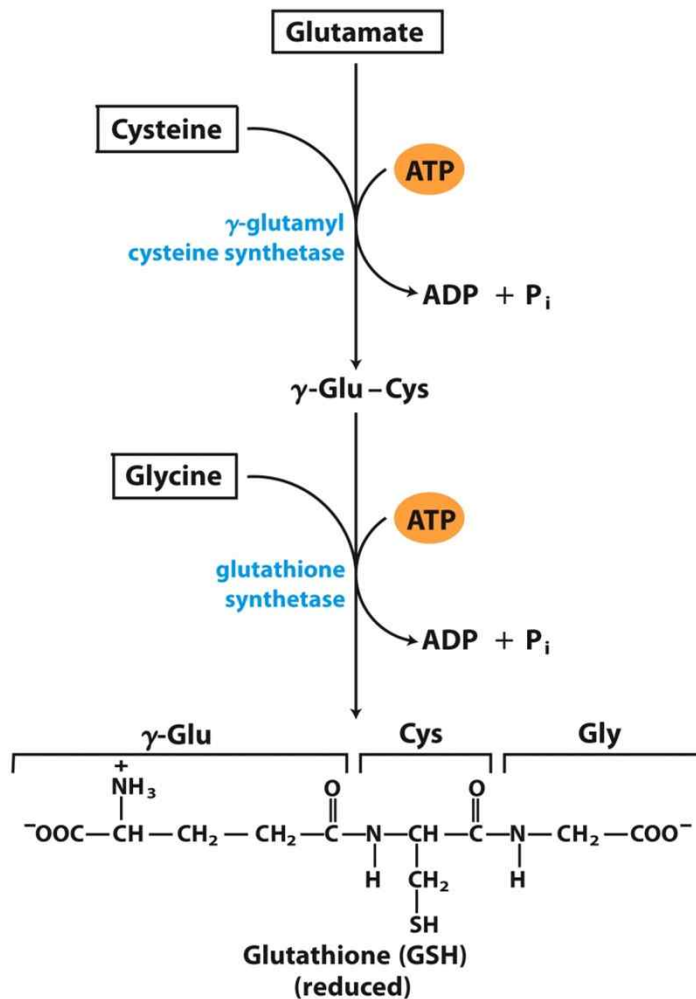 Glutamate
Cysteine
ATP
γ-glutamyl
cysteine synthetase
ADP + Pi
γ-Glu–Cys
Glycine
ATP
glutathione
synthetase
ADP + Pi
γ-Glu Cys Gly
+
NH3 O O
−OOC—CH—CH2—CH2—C—N—CH—C—N—CH2—COO−
H CH2 H
SH
Glutathione (GSH)
(reduced)